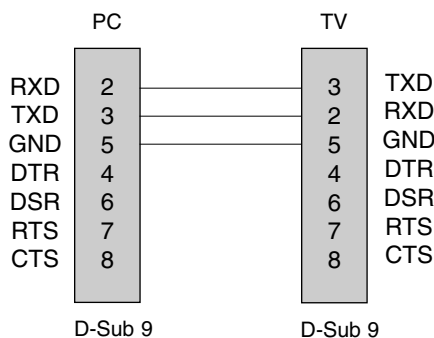 PC TV
RXD 2 3 TXD
TXD 3 2 RXD
GND 5 5 GND
DTR 4 4 DTR
DSR 6 6 DSR
RTS 7 7 RTS
CTS 8 8 CTS
D-Sub 9 D-Sub 9